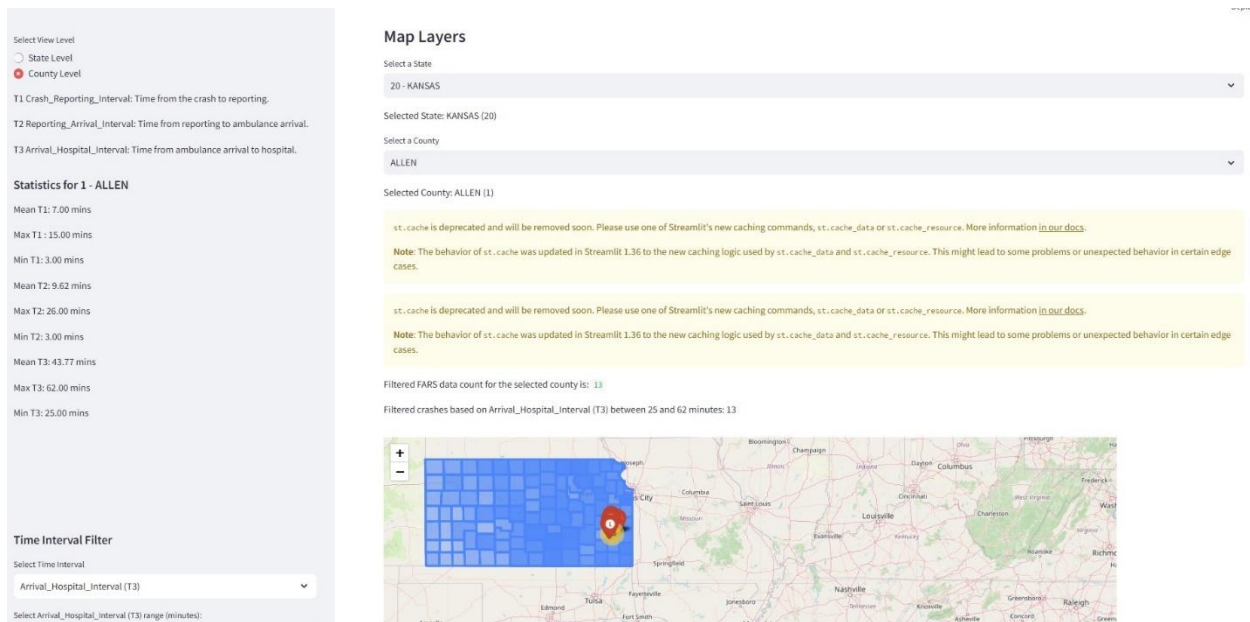 Select View Level
State Level
County Level
T1 Crash_Reporting_Interval: Time from the crash to reporting.
T2 Reporting_Arrival_Interval: Time from reporting to ambulance arrival.
T3 Arrival_Hospital_Interval: Time from ambulance arrival to hospital.
Statistics for 1 - ALLEN
Mean T1: 7.00 mins
Max T1 : 15.00 mins
Min T1: 3.00 mins
Mean T2: 9.62 mins
Max T2: 26.00 mins
Min T2: 3.00 mins
Mean T3: 43.77 mins
Max T3: 62.00 mins
Min T3: 25.00 mins
Time Interval Filter
Select Time Interval
Arrival_Hospital_Interval (T3)
Select Arrival_Hospital_Interval (T3) range (minutes):
Map Layers
Select a State
20 - KANSAS
Selected State: KANSAS (20)
Select a County
ALLEN
Selected County: ALLEN (1)
st.cache is deprecated and will be removed soon. Please use one of Streamlit's new caching commands, st.cache_data or st.cache_resource. More information in our docs.
Note: The behavior of st.cache was updated in Streamlit 1.36 to the new caching logic used by st.cache_data and st.cache_resource. This might lead to some problems or unexpected behavior in certain edge
cases.
st.cache is deprecated and will be removed soon. Please use one of Streamlit's new caching commands, st.cache_data or st.cache_resource. More information in our docs.
Note: The behavior of st.cache was updated in Streamlit 1.36 to the new caching logic used by st.cache_data and st.cache_resource. This might lead to some problems or unexpected behavior in certain edge
cases.
Filtered FARS data count for the selected county is: 13
Filtered crashes based on Arrival_Hospital_Interval (T3) between 25 and 62 minutes: 13
+
−
Bloomington
Champaign
Ohio
Joseph
Illinois
Indiana
Dayton Columbus
Frederick
s City
Columbia
Saint Louis
Cincinnati
West Virginia
Wash
Missouri
Louisville
Charleston
Evansville
Kentucky
Virginia
Roanoke
Richmo
Springfield
Nashville
Tulsa
Fayetteville
Jonesboro
Tennessee
Knoxville
Greensboro
Raleigh
Edmond
Fort Smith
Asheville
Concord
Green